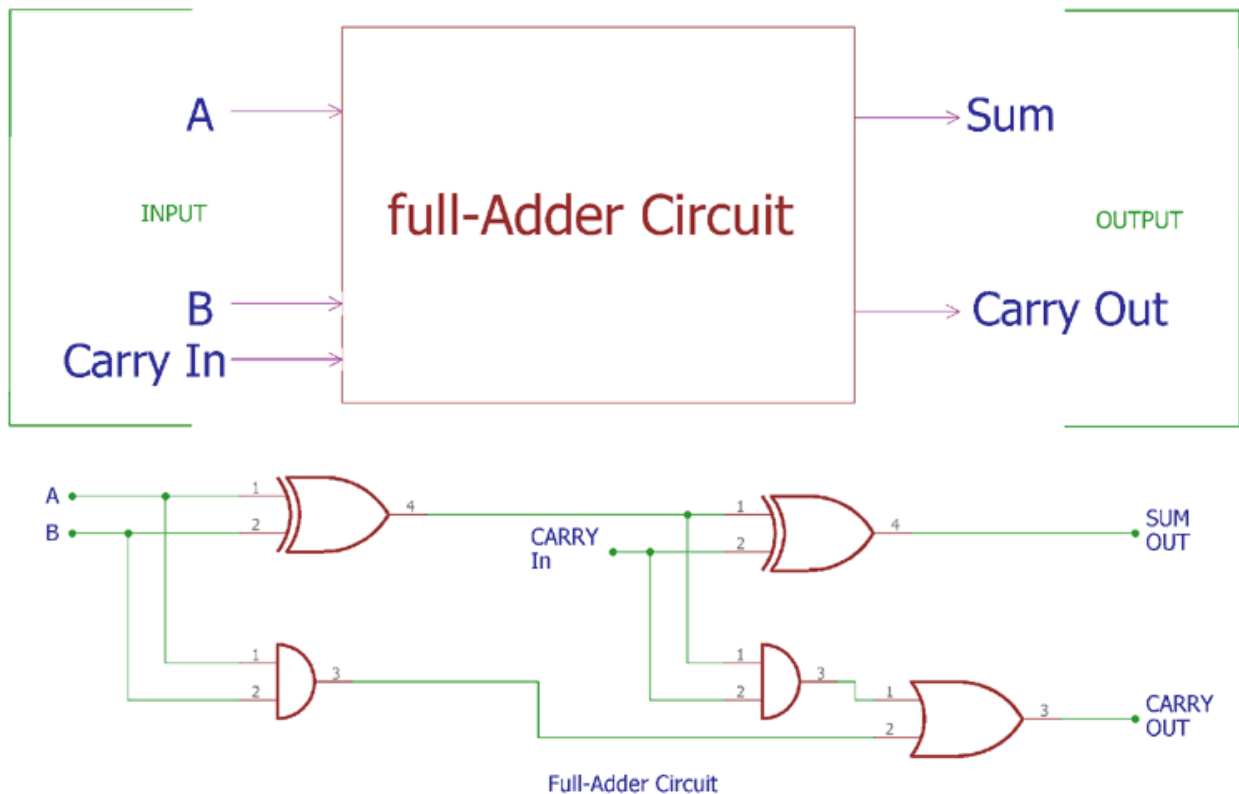 A
Sum
INPUT
full-Adder Circuit
OUTPUT
B
Carry Out
Carry In
A
1
4
1
SUM
OUT
B
2
CARRY
In
2
4
1
3
1
3
1
2
2
2
3
CARRY
OUT
Full-Adder Circuit